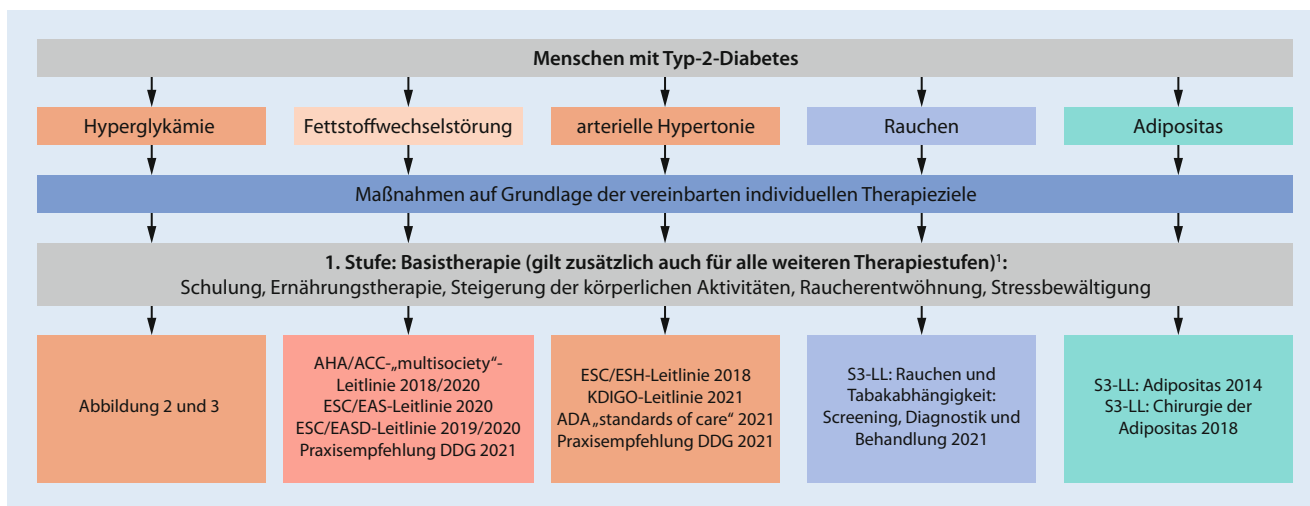 Menschen mit Typ-2-Diabetes
Hyperglykämie
Fettstoffwechselstörung
arterielle Hypertonie
Rauchen
Adipositas
Maßnahmen auf Grundlage der vereinbarten individuellen Therapieziele
1. Stufe: Basistherapie (gilt zusätzlich auch für alle weiteren Therapiestufen)¹:
Schulung, Ernährungstherapie, Steigerung der körperlichen Aktivitäten, Raucherentwöhnung, Stressbewältigung
Abbildung 2 und 3
AHA/ACC-„multisociety“-
Leitlinie 2018/2020
ESC/EAS-Leitlinie 2020
ESC/EASD-Leitlinie 2019/2020
Praxisempfehlung DDG 2021
ESC/ESH-Leitlinie 2018
KDIGO-Leitlinie 2021
ADA „standards of care“ 2021
Praxisempfehlung DDG 2021
S3-LL: Rauchen und
Tabakabhängigkeit:
Screening, Diagnostik und
Behandlung 2021
S3-LL: Adipositas 2014
S3-LL: Chirurgie der
Adipositas 2018